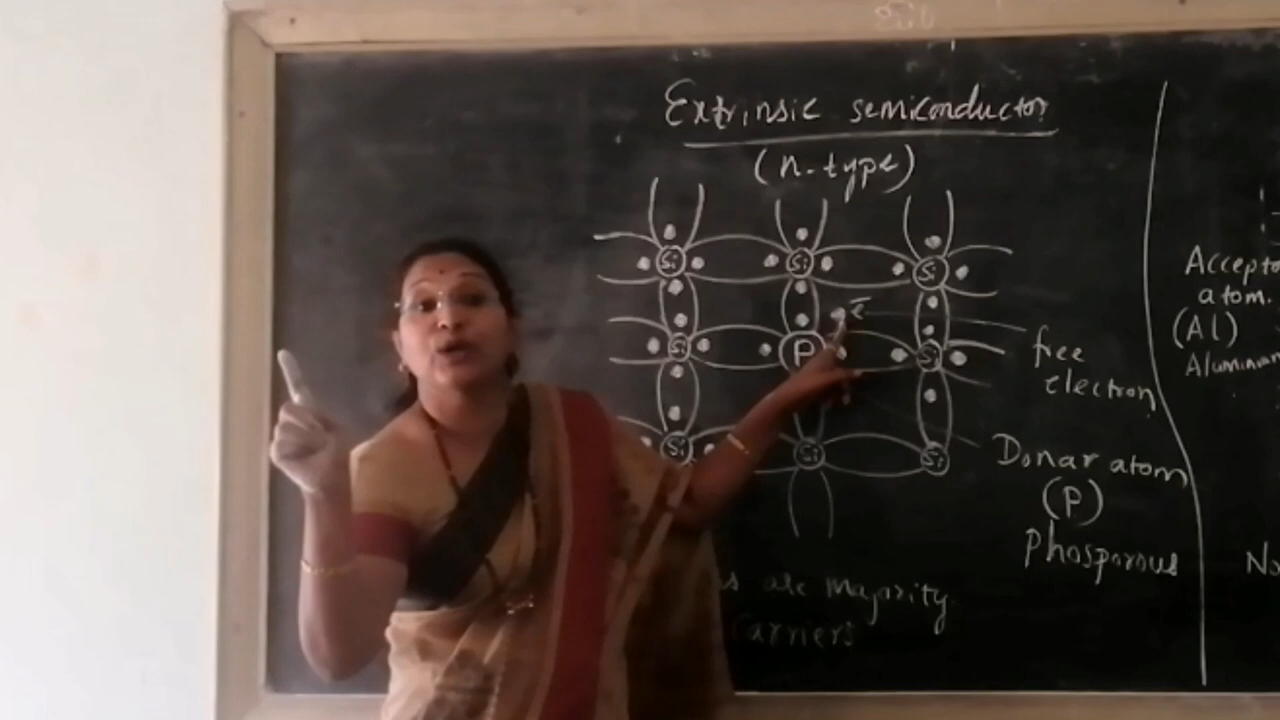 Extrinsic semiconductor
(n-type)
Si Si Si
e̅
Si P Si
free
electron
Si Si Si
Donar atom
(P)
Phosporous
are Majority
Carriers
Accepto
atom.
(Al)
Aluminium